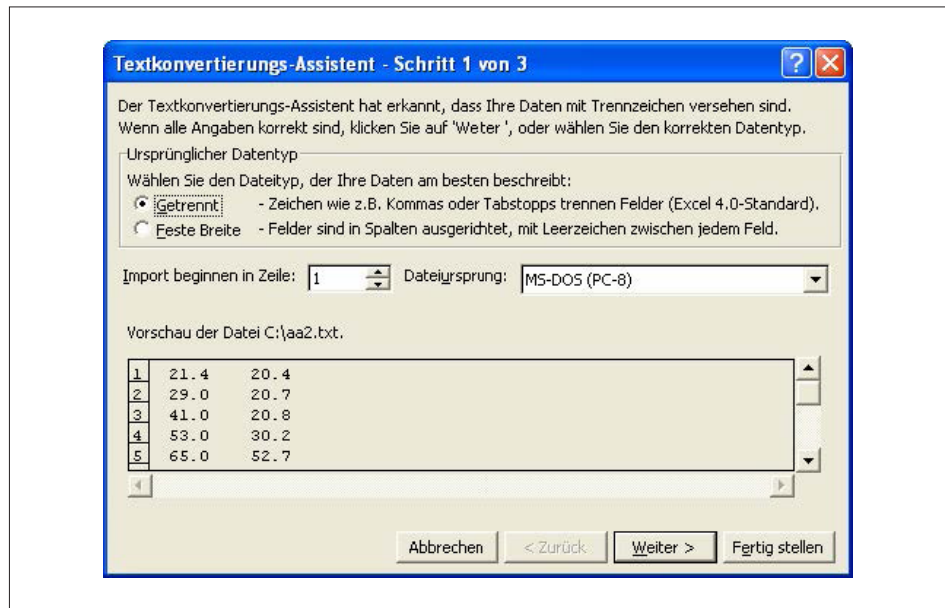 Textkonvertierungs-Assistent - Schritt 1 von 3
Der Textkonvertierungs-Assistent hat erkannt, dass Ihre Daten mit Trennzeichen versehen sind.
Wenn alle Angaben korrekt sind, klicken Sie auf 'Weter ', oder wählen Sie den korrekten Datentyp.
Ursprünglicher Datentyp
Wählen Sie den Dateityp, der Ihre Daten am besten beschreibt:
Getrennt - Zeichen wie z.B. Kommas oder Tabstopps trennen Felder (Excel 4.0-Standard).
Feste Breite - Felder sind in Spalten ausgerichtet, mit Leerzeichen zwischen jedem Feld.
Import beginnen in Zeile: 1 Dateiursprung: MS-DOS (PC-8)
Vorschau der Datei C:\aa2.txt.
1 21.4 20.4
2 29.0 20.7
3 41.0 20.8
4 53.0 30.2
5 65.0 52.7
Abbrechen < Zurück Weiter > Fertig stellen